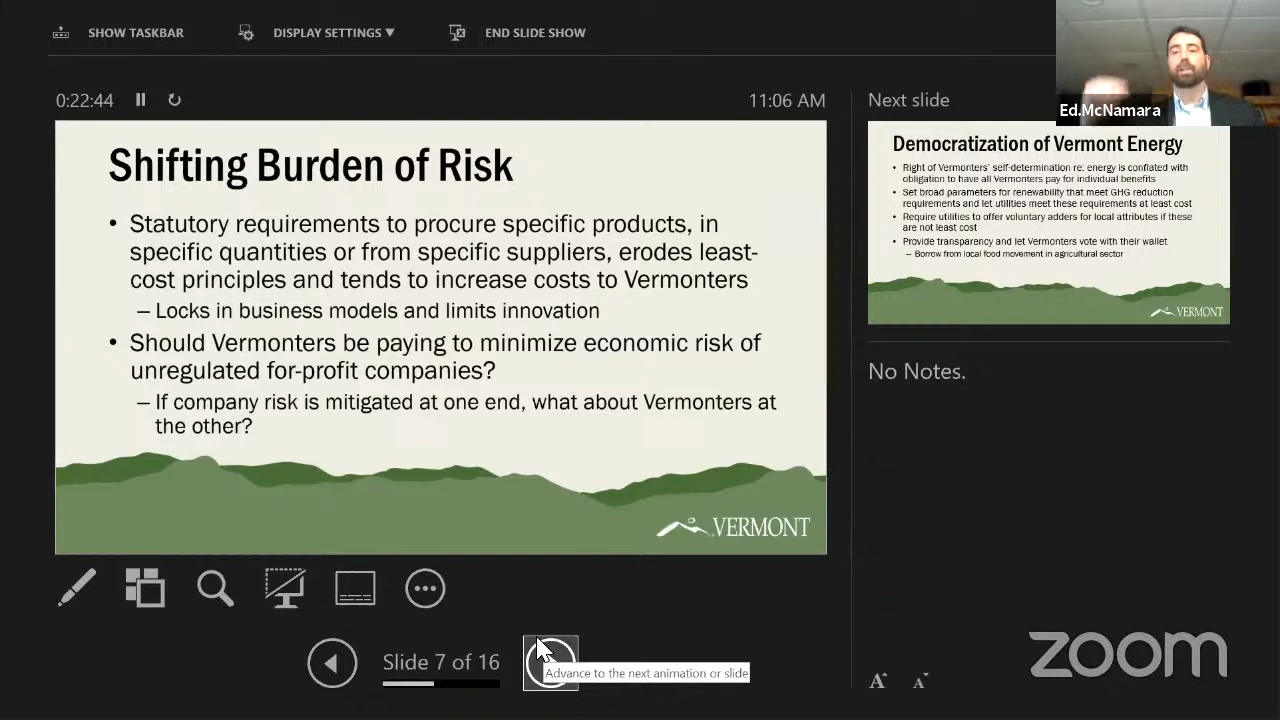 SHOW TASKBAR
DISPLAY SETTINGS ▼
END SLIDE SHOW
Ed.McNamara
0:22:44
11:06 AM
Shifting Burden of Risk
• Statutory requirements to procure specific products, in
specific quantities or from specific suppliers, erodes least-
cost principles and tends to increase costs to Vermonters
– Locks in business models and limits innovation
• Should Vermonters be paying to minimize economic risk of
unregulated for-profit companies?
– If company risk is mitigated at one end, what about Vermonters at
the other?
VERMONT
Next slide
Democratization of Vermont Energy
• Right of Vermonters' self-determination re: energy is conflated with
obligation to have all Vermonters pay for individual benefits
• Set broad parameters for renewability that meet GHG reduction
requirements and let utilities meet these requirements at least cost
• Require utilities to offer voluntary adders for local attributes if these
are not least cost
• Provide transparency and let Vermonters vote with their wallet
– Borrow from local food movement in agricultural sector
VERMONT
No Notes.
Slide 7 of 16
Advance to the next animation or slide
A A
zoom